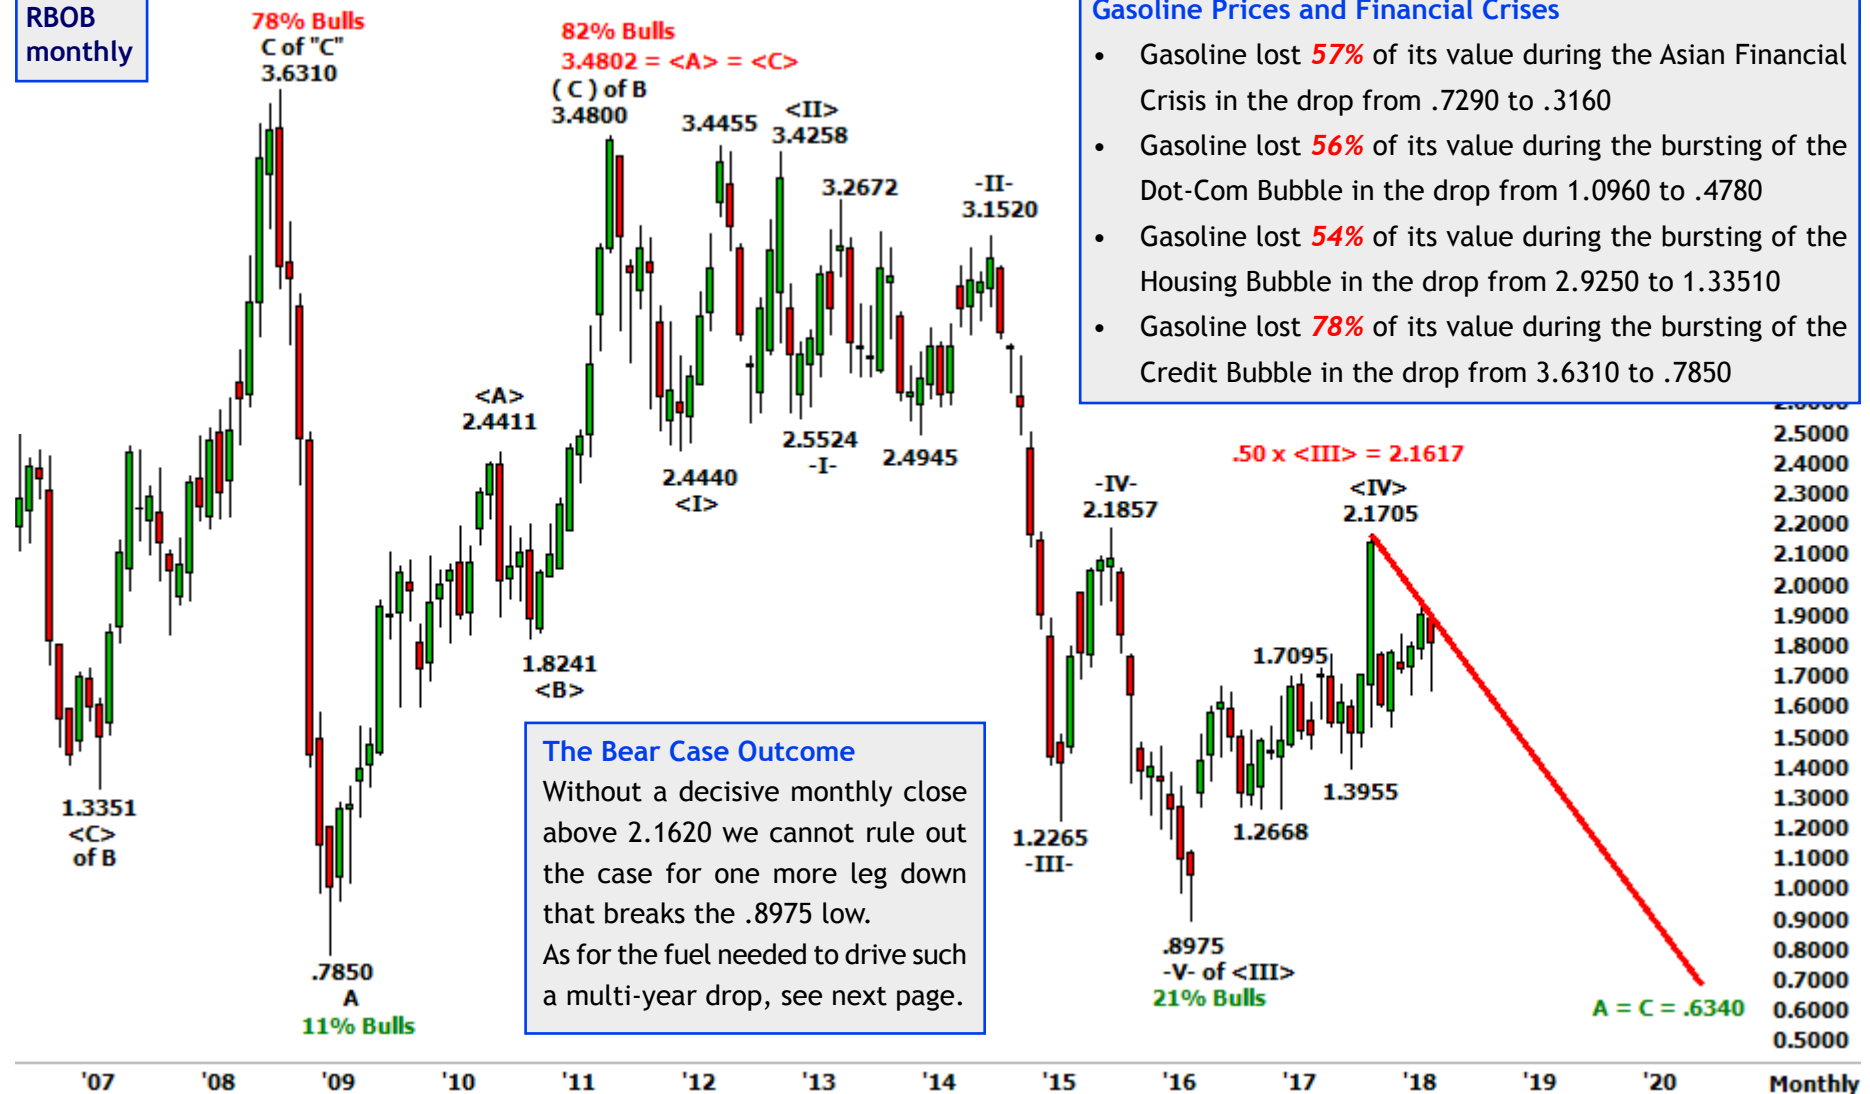 RBOB
monthly
78% Bulls
C of "C"
3.6310
82% Bulls
3.4802 = <A> = <C>
( C ) of B
3.4800
3.4455
<II>
3.4258
3.2672
-II-
3.1520
Gasoline Prices and Financial Crises
• Gasoline lost 57% of its value during the Asian Financial
Crisis in the drop from .7290 to .3160
• Gasoline lost 56% of its value during the bursting of the
Dot-Com Bubble in the drop from 1.0960 to .4780
• Gasoline lost 54% of its value during the bursting of the
Housing Bubble in the drop from 2.9250 to 1.33510
• Gasoline lost 78% of its value during the bursting of the
Credit Bubble in the drop from 3.6310 to .7850
<A>
2.4411
2.4440
<I>
2.5524
-I-
2.4945
1.8241
<B>
-IV-
2.1857
.50 x <III> = 2.1617
<IV>
2.1705
1.7095
1.3955
1.2668
1.2265
-III-
.8975
-V- of <III>
21% Bulls
1.3351
<C>
of B
.7850
A
11% Bulls
The Bear Case Outcome
Without a decisive monthly close
above 2.1620 we cannot rule out
the case for one more leg down
that breaks the .8975 low.
As for the fuel needed to drive such
a multi-year drop, see next page.
A = C = .6340
2.6000
2.5000
2.4000
2.3000
2.2000
2.1000
2.0000
1.9000
1.8000
1.7000
1.6000
1.5000
1.4000
1.3000
1.2000
1.1000
1.0000
0.9000
0.8000
0.7000
0.6000
0.5000
'07 '08 '09 '10 '11 '12 '13 '14 '15 '16 '17 '18 '19 '20 Monthly